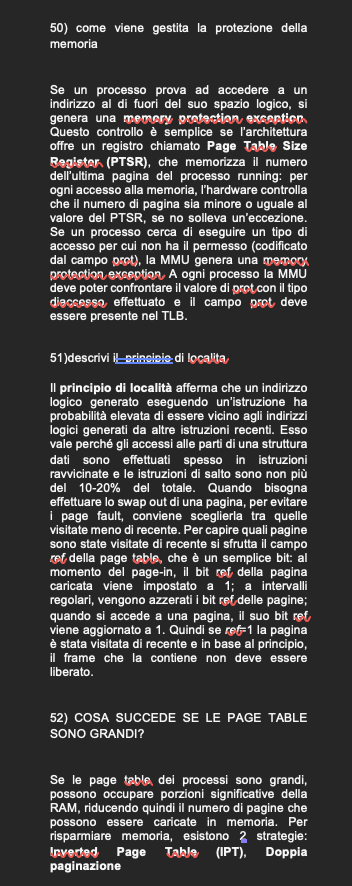 50) come viene gestita la protezione della
memoria
Se un processo prova ad accedere a un
indirizzo al di fuori del suo spazio logico, si
genera una memory protection exception.
Questo controllo è semplice se l'architettura
offre un registro chiamato Page Table Size
Register (PTSR), che memorizza il numero
dell'ultima pagina del processo running: per
ogni accesso alla memoria, l'hardware controlla
che il numero di pagina sia minore o uguale al
valore del PTSR, se no solleva un'eccezione.
Se un processo cerca di eseguire un tipo di
accesso per cui non ha il permesso (codificato
dal campo prot), la MMU genera una memory
protection exception. A ogni processo la MMU
deve poter confrontare il valore di prot con il tipo
diaccesso effettuato e il campo prot deve
essere presente nel TLB.
51)descrivi il principio di localita
Il principio di località afferma che un indirizzo
logico generato eseguendo un'istruzione ha
probabilità elevata di essere vicino agli indirizzi
logici generati da altre istruzioni recenti. Esso
vale perché gli accessi alle parti di una struttura
dati sono effettuati spesso in istruzioni
ravvicinate e le istruzioni di salto sono non più
del 10-20% del totale. Quando bisogna
effettuare lo swap out di una pagina, per evitare
i page fault, conviene sceglierla tra quelle
visitate meno di recente. Per capire quali pagine
sono state visitate di recente si sfrutta il campo
ref della page table, che è un semplice bit: al
momento del page-in, il bit ref della pagina
caricata viene impostato a 1; a intervalli
regolari, vengono azzerati i bit ref delle pagine;
quando si accede a una pagina, il suo bit ref
viene aggiornato a 1. Quindi se ref=1 la pagina
è stata visitata di recente e in base al principio,
il frame che la contiene non deve essere
liberato.
52) COSA SUCCEDE SE LE PAGE TABLE
SONO GRANDI?
Se le page table dei processi sono grandi,
possono occupare porzioni significative della
RAM, riducendo quindi il numero di pagine che
possono essere caricate in memoria. Per
risparmiare memoria, esistono 2 strategie:
Inverted Page Table (IPT), Doppia
paginazione